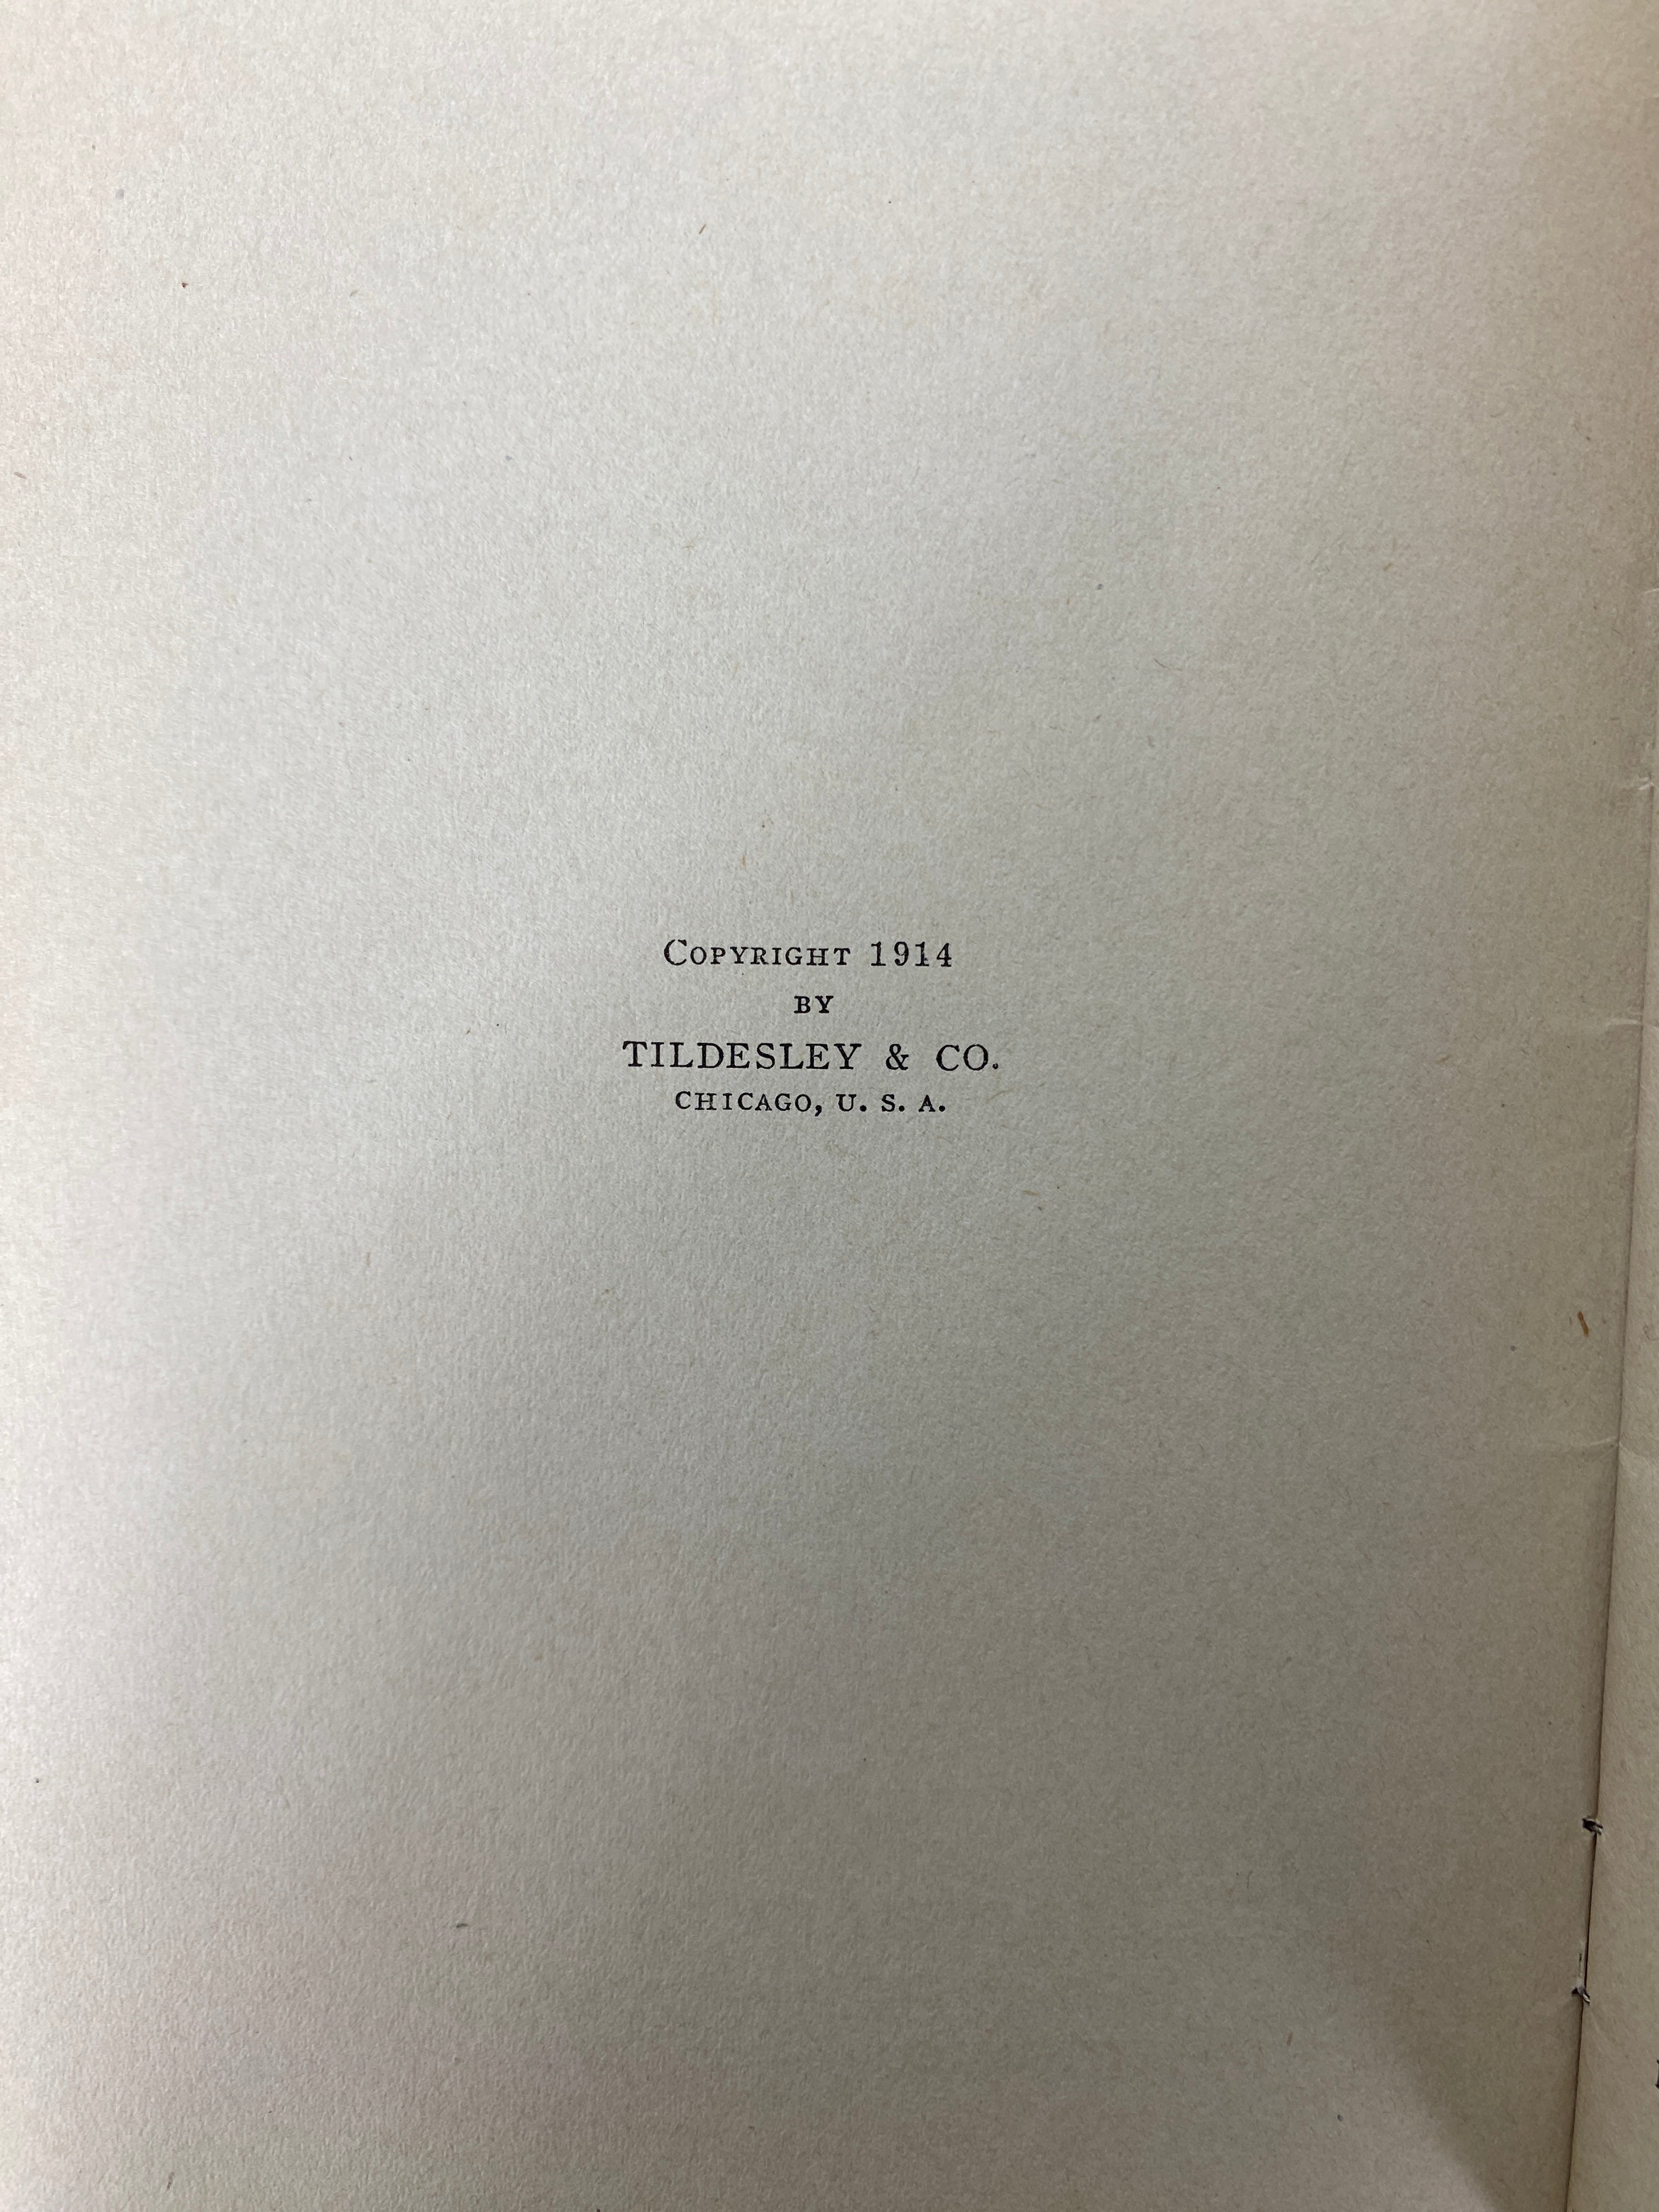 Copyright 1914
BY
TILDESLEY & CO.
CHICAGO, U. S. A.